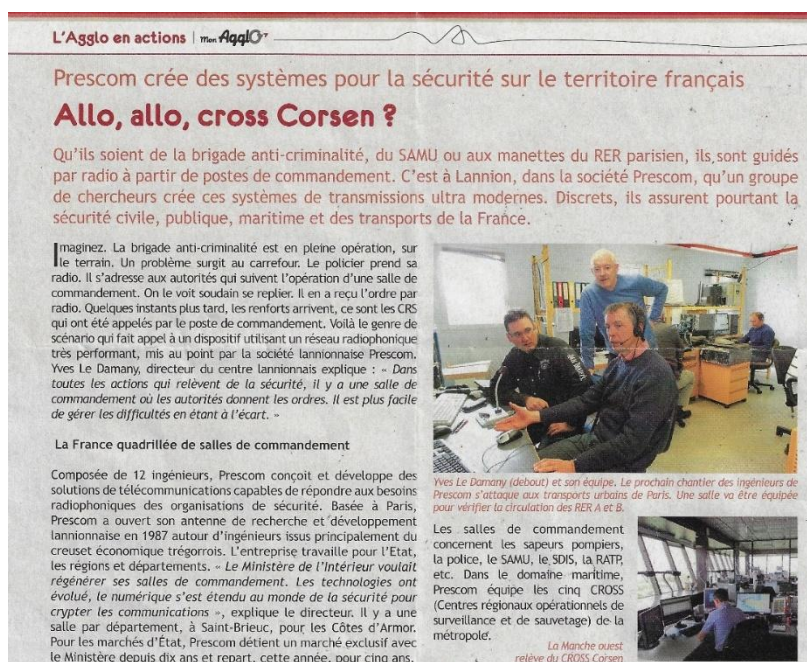 L'Agglo en actions | mon Agglo
Prescom crée des systèmes pour la sécurité sur le territoire français
Allo, allo, cross Corsen ?
Qu'ils soient de la brigade anti-criminalité, du SAMU ou aux manettes du RER parisien, ils sont guidés
par radio à partir de postes de commandement. C'est à Lannion, dans la société Prescom, qu'un groupe
de chercheurs crée ces systèmes de transmissions ultra modernes. Discrets, ils assurent pourtant la
sécurité civile, publique, maritime et des transports de la France.
Imaginez. La brigade anti-criminalité est en pleine opération, sur
le terrain. Un problème surgit au carrefour. Le policier prend sa
radio. Il s'adresse aux autorités qui suivent l'opération d'une salle de
commandement. On le voit soudain se replier. Il en a reçu l'ordre par
radio. Quelques instants plus tard, les renforts arrivent, ce sont les CRS
qui ont été appelés par le poste de commandement. Voilà le genre de
scénario qui fait appel à un dispositif utilisant un réseau radiophonique
très performant, mis au point par la société lannionnaise Prescom.
Yves Le Damany, directeur du centre lannionnais explique : « Dans
toutes les actions qui relèvent de la sécurité, il y a une salle de
commandement où les autorités donnent les ordres. Il est plus facile
de gérer les difficultés en étant à l'écart. »
La France quadrillée de salles de commandement
Composée de 12 ingénieurs, Prescom conçoit et développe des
solutions de télécommunications capables de répondre aux besoins
radiophoniques des organisations de sécurité. Basée à Paris,
Prescom a ouvert son antenne de recherche et développement
lannionnaise en 1987 autour d'ingénieurs issus principalement du
creuset économique trégorrois. L'entreprise travaille pour l'Etat,
les régions et départements. « Le Ministère de l'Intérieur voulait
régénérer ses salles de commandement. Les technologies ont
évolué, le numérique s'est étendu au monde de la sécurité pour
crypter les communications », explique le directeur. Il y a une
salle par département, à Saint-Brieuc, pour les Côtes d'Armor.
Pour les marchés d'État, Prescom détient un marché exclusif avec
le Ministère depuis dix ans et repart, cette année, pour cinq ans.
Yves Le Damany (debout) et son équipe. Le prochain chantier des ingénieurs de
Prescom s'attaque aux transports urbains de Paris. Une salle va être équipée
pour vérifier la circulation des RER A et B.
Les salles de commandement
concernent les sapeurs pompiers,
la police, le SAMU, le SDIS, la RATP,
etc. Dans le domaine maritime,
Prescom équipe les cinq CROSS
(Centres régionaux opérationnels de
surveillance et de sauvetage) de la
métropole.
La Manche ouest
relève du CROSS Corsen